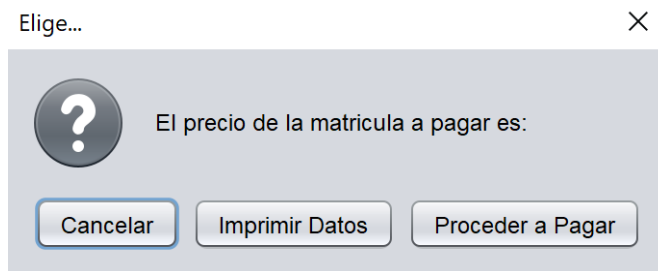 Elige...
El precio de la matricula a pagar es:
Cancelar
Imprimir Datos
Proceder a Pagar